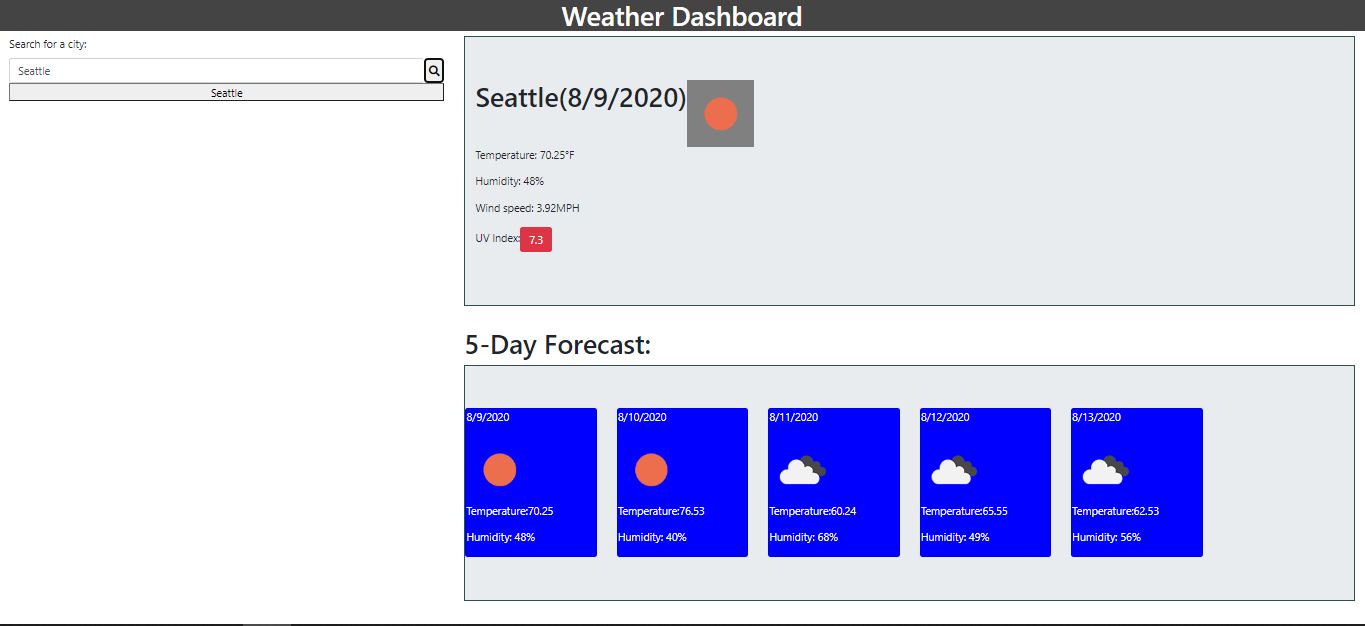 Weather Dashboard
Search for a city:
Seattle
Seattle
Seattle(8/9/2020)
Temperature: 70.25°F
Humidity: 48%
Wind speed: 3.92MPH
UV Index: 7.3
5-Day Forecast:
8/9/2020
Temperature:70.25
Humidity: 48%
8/10/2020
Temperature:76.53
Humidity: 40%
8/11/2020
Temperature:60.24
Humidity: 68%
8/12/2020
Temperature:65.55
Humidity: 49%
8/13/2020
Temperature:62.53
Humidity: 56%